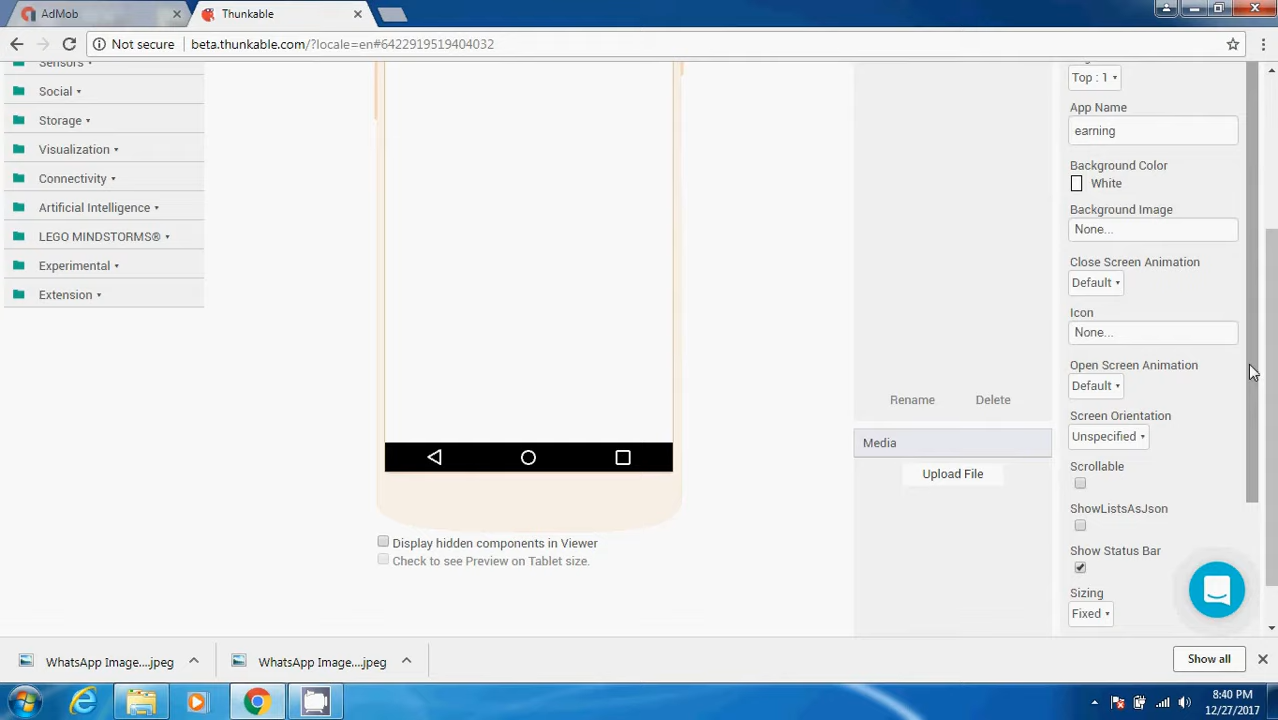 AdMob
Thunkable
Not secure
beta.thunkable.com/?locale=en#6422919519404032
Sensors
Social
Storage
Visualization
Connectivity
Artificial Intelligence
LEGO MINDSTORMS®
Experimental
Extension
Display hidden components in Viewer
Check to see Preview on Tablet size.
Rename Delete
Media
Upload File
Top : 1
App Name
earning
Background Color
White
Background Image
None...
Close Screen Animation
Default
Icon
None...
Open Screen Animation
Default
Screen Orientation
Unspecified
Scrollable
ShowListsAsJson
Show Status Bar
Sizing
Fixed
WhatsApp Image....jpeg
WhatsApp Image....jpeg
Show all
8:40 PM
12/27/2017